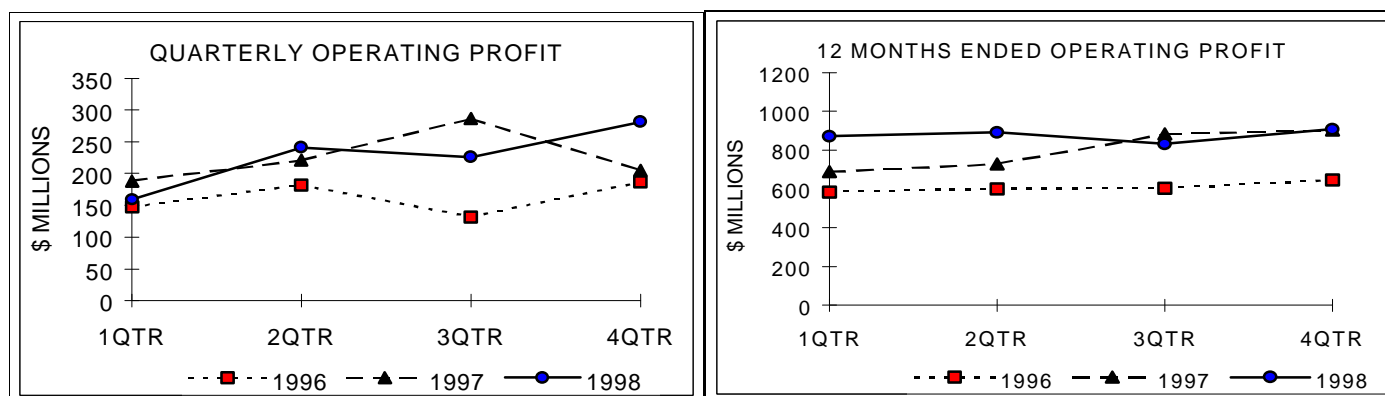 QUARTERLY OPERATING PROFIT
350
300
250
200
150
100
50
0
$ MILLIONS
1QTR 2QTR 3QTR 4QTR
1996 1997 1998
12 MONTHS ENDED OPERATING PROFIT
1200
1000
800
600
400
200
0
$ MILLIONS
1QTR 2QTR 3QTR 4QTR
1996 1997 1998